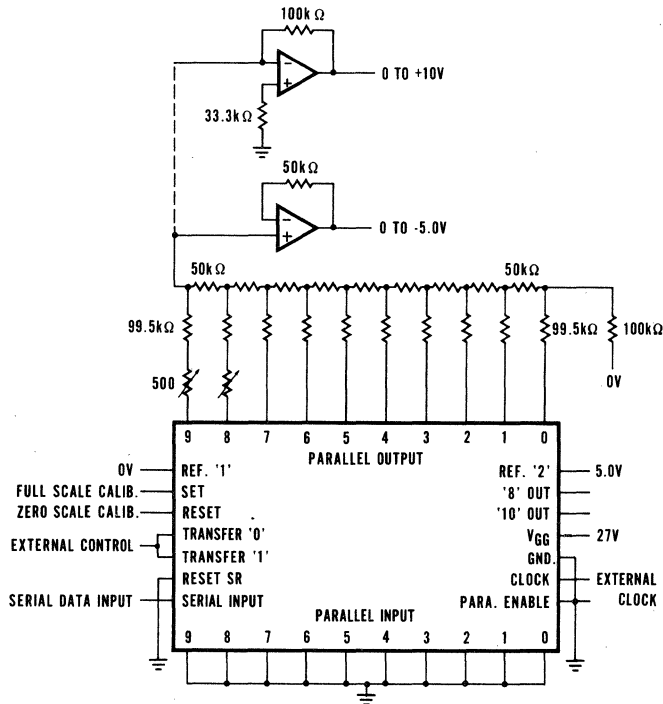 100kΩ
0 TO +10V
33.3kΩ
50kΩ
0 TO -5.0V
50kΩ 50kΩ
99.5kΩ 99.5kΩ 100kΩ
500 0V
9 8 7 6 5 4 3 2 1 0
PARALLEL OUTPUT
0V REF. '1' REF. '2' 5.0V
FULL SCALE CALIB. SET '8' OUT
ZERO SCALE CALIB. RESET '10' OUT
TRANSFER '0' VGG 27V
EXTERNAL CONTROL
TRANSFER '1' GND.
RESET SR CLOCK EXTERNAL
SERIAL DATA INPUT SERIAL INPUT PARA. ENABLE CLOCK
PARALLEL INPUT
9 8 7 6 5 4 3 2 1 0